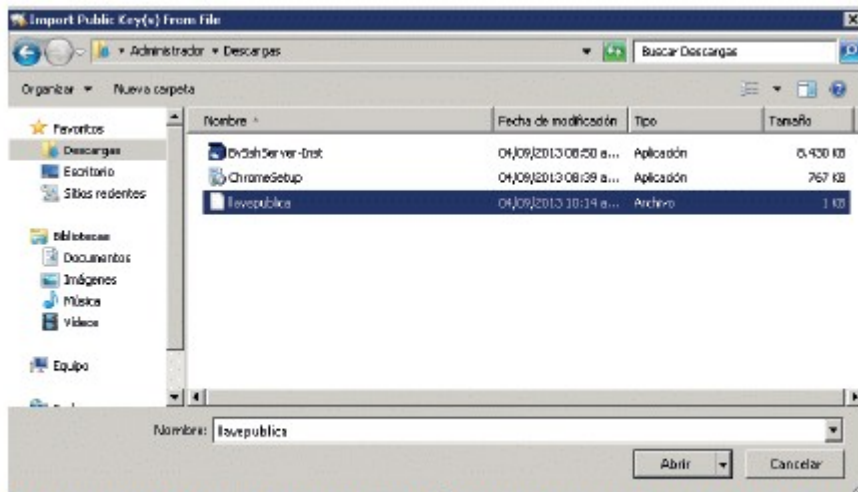 Import Public Key(s) From File
Administrador Descargas
Buscar Descargas
Organizar Nueva carpeta
Favoritos
Descargas
Escritorio
Sitios recientes
Bibliotecas
Documentos
Imágenes
Música
Vídeos
Equipo
Nombre Fecha de modificación Tipo Tamaño
BvSshServer-Inst 04/09/2013 08:50 a... Aplicación 8.430 KB
ChromeSetup 04/09/2013 08:39 a... Aplicación 767 KB
llavepublica 04/09/2013 10:14 a... Archivo 1 KB
Nombre: llavepublica
Abrir Cancelar